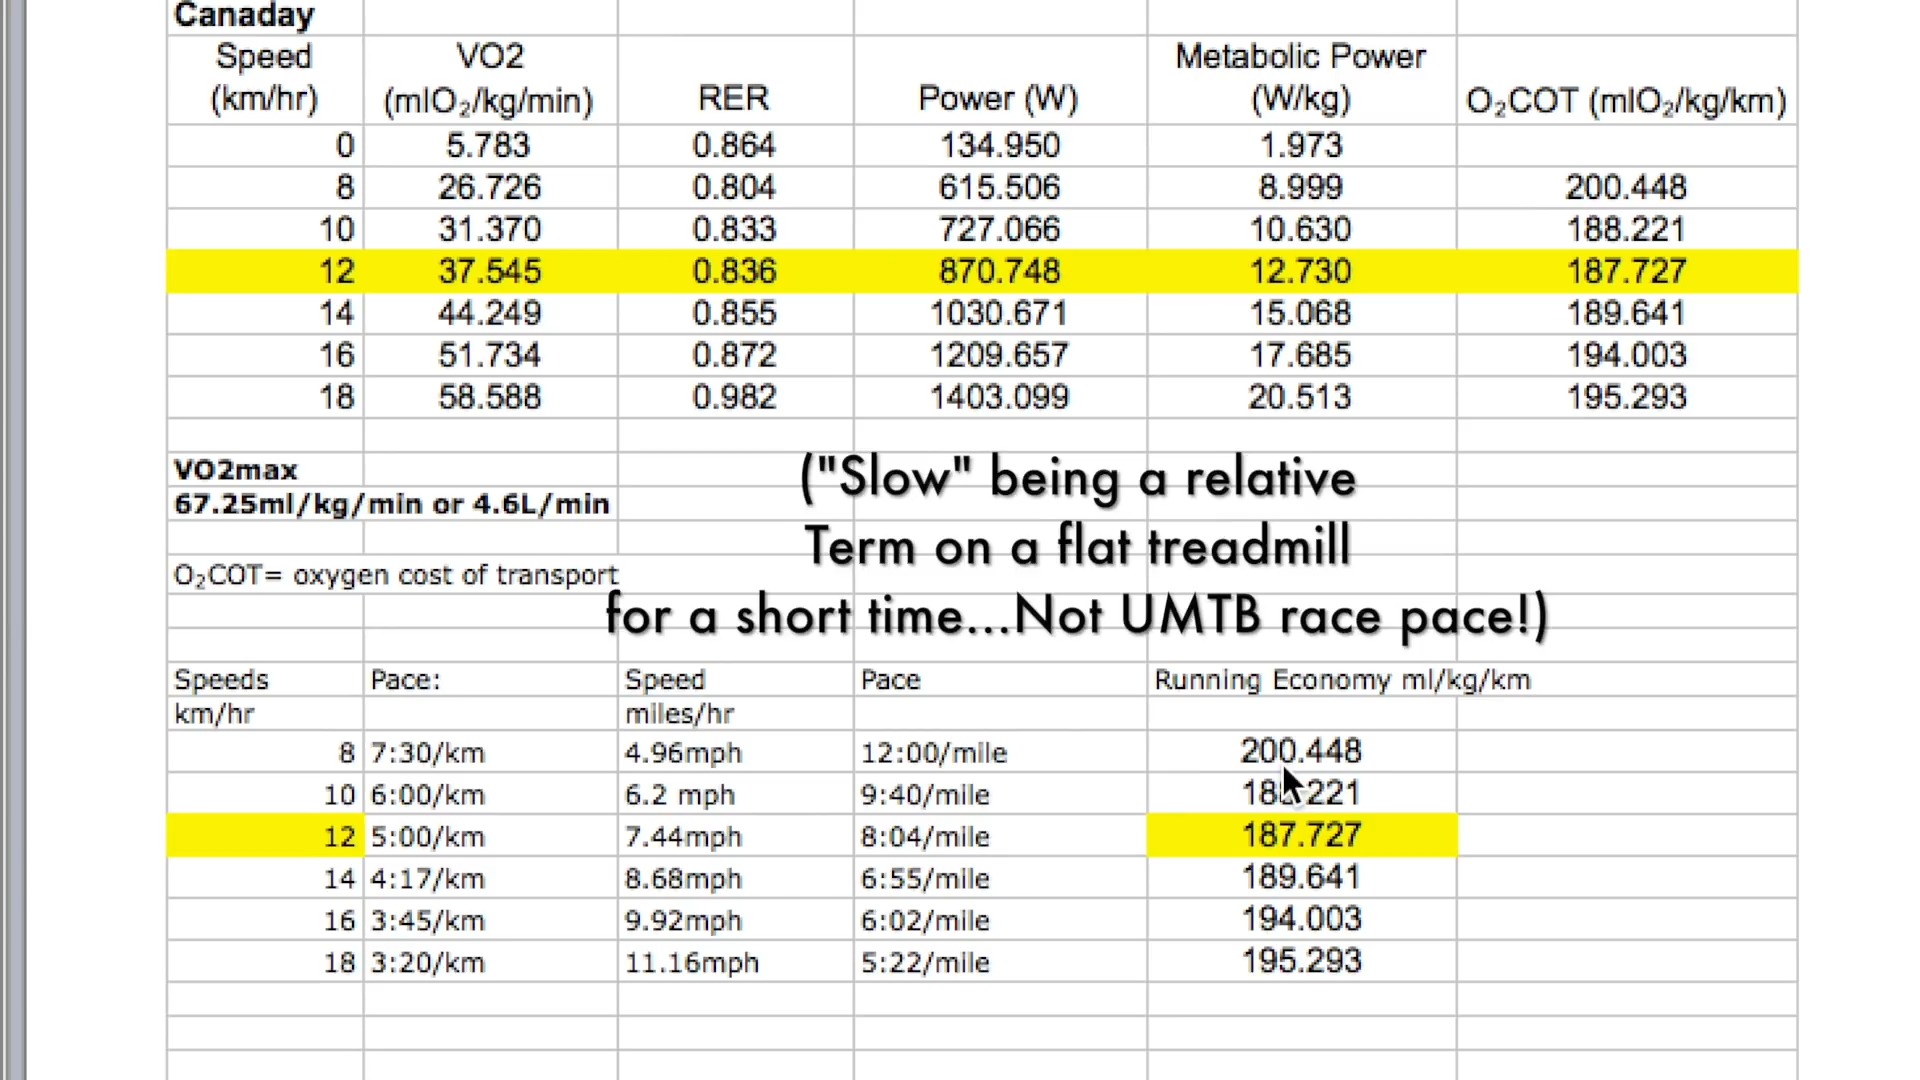 Canaday
Speed (km/hr) VO2 (mlO₂/kg/min) RER Power (W) Metabolic Power (W/kg) O₂COT (mlO₂/kg/km)
0 5.783 0.864 134.950 1.973
8 26.726 0.804 615.506 8.999 200.448
10 31.370 0.833 727.066 10.630 188.221
12 37.545 0.836 870.748 12.730 187.727
14 44.249 0.855 1030.671 15.068 189.641
16 51.734 0.872 1209.657 17.685 194.003
18 58.588 0.982 1403.099 20.513 195.293
VO2max
67.25ml/kg/min or 4.6L/min
("Slow" being a relative
Term on a flat treadmill
for a short time...Not UMTB race pace!)
O₂COT= oxygen cost of transport
Speeds Pace: Speed Pace Running Economy ml/kg/km
km/hr miles/hr
8 7:30/km 4.96mph 12:00/mile 200.448
10 6:00/km 6.2 mph 9:40/mile 188.221
12 5:00/km 7.44mph 8:04/mile 187.727
14 4:17/km 8.68mph 6:55/mile 189.641
16 3:45/km 9.92mph 6:02/mile 194.003
18 3:20/km 11.16mph 5:22/mile 195.293